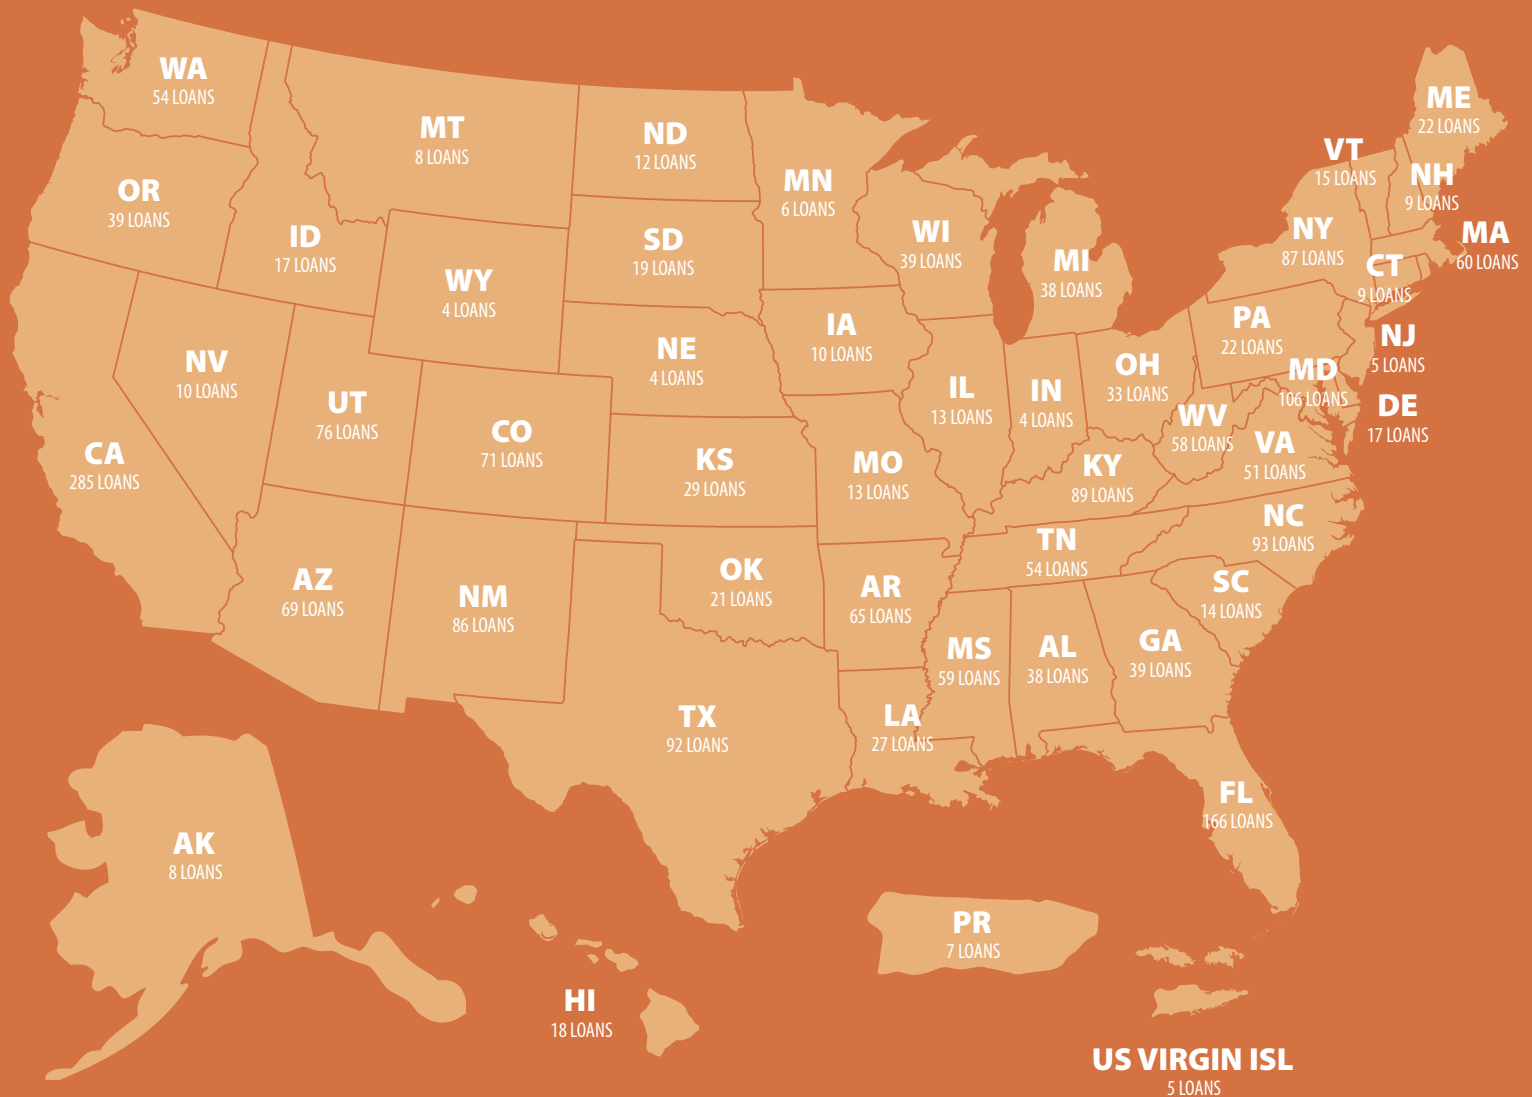 WA
54 LOANS
MT
8 LOANS
ND
12 LOANS
MN
6 LOANS
ME
22 LOANS
VT
15 LOANS
NH
9 LOANS
OR
39 LOANS
ID
17 LOANS
WY
4 LOANS
SD
19 LOANS
WI
39 LOANS
MI
38 LOANS
NY
87 LOANS
MA
60 LOANS
CT
9 LOANS
NV
10 LOANS
UT
76 LOANS
NE
4 LOANS
IA
10 LOANS
PA
22 LOANS
NJ
5 LOANS
OH
33 LOANS
MD
106 LOANS
DE
17 LOANS
IL
13 LOANS
IN
4 LOANS
WV
58 LOANS
VA
51 LOANS
CA
285 LOANS
CO
71 LOANS
KS
29 LOANS
MO
13 LOANS
KY
89 LOANS
NC
93 LOANS
TN
54 LOANS
AZ
69 LOANS
NM
86 LOANS
OK
21 LOANS
AR
65 LOANS
SC
14 LOANS
MS
59 LOANS
AL
38 LOANS
GA
39 LOANS
TX
92 LOANS
LA
27 LOANS
FL
166 LOANS
AK
8 LOANS
PR
7 LOANS
HI
18 LOANS
US VIRGIN ISL
5 LOANS